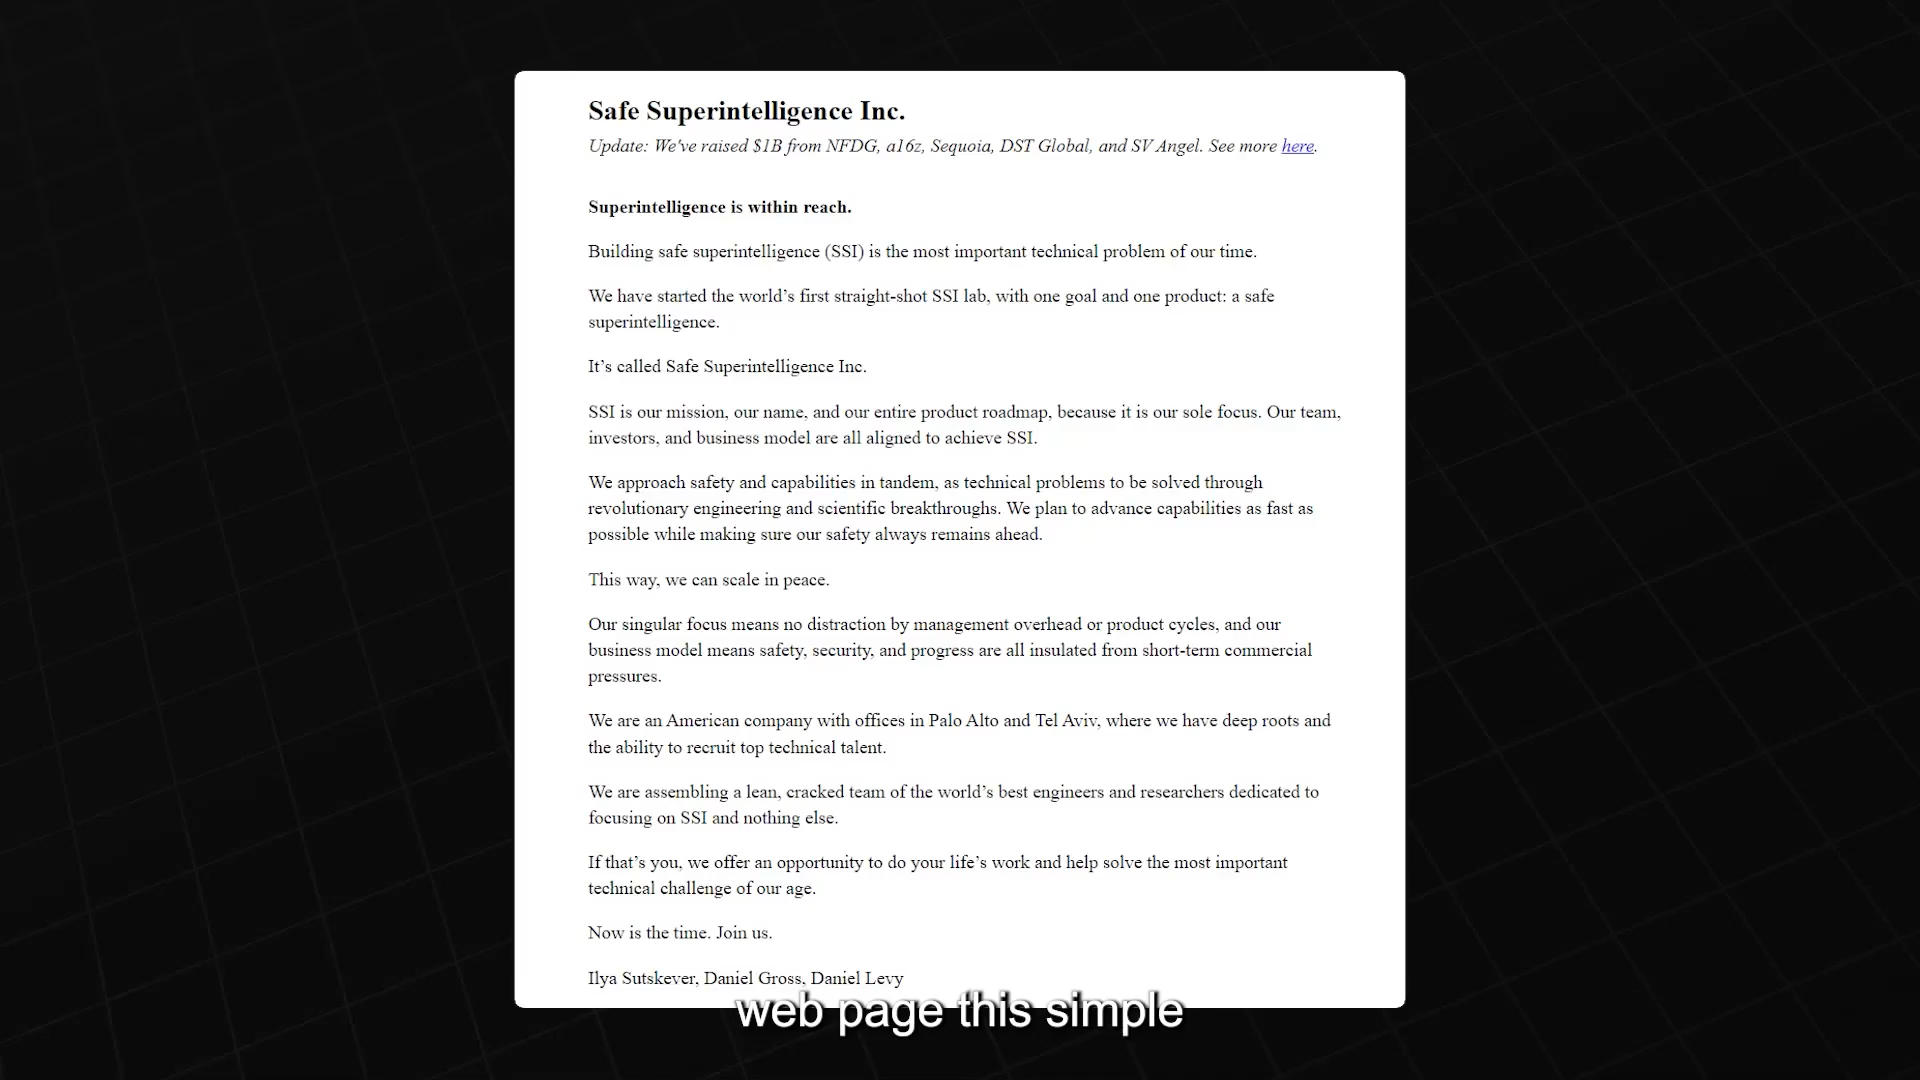 Safe Superintelligence Inc.
Update: We've raised $1B from NFDG, a16z, Sequoia, DST Global, and SV Angel. See more here.
Superintelligence is within reach.
Building safe superintelligence (SSI) is the most important technical problem of our time.
We have started the world’s first straight-shot SSI lab, with one goal and one product: a safe
superintelligence.
It’s called Safe Superintelligence Inc.
SSI is our mission, our name, and our entire product roadmap, because it is our sole focus. Our team,
investors, and business model are all aligned to achieve SSI.
We approach safety and capabilities in tandem, as technical problems to be solved through
revolutionary engineering and scientific breakthroughs. We plan to advance capabilities as fast as
possible while making sure our safety always remains ahead.
This way, we can scale in peace.
Our singular focus means no distraction by management overhead or product cycles, and our
business model means safety, security, and progress are all insulated from short-term commercial
pressures.
We are an American company with offices in Palo Alto and Tel Aviv, where we have deep roots and
the ability to recruit top technical talent.
We are assembling a lean, cracked team of the world’s best engineers and researchers dedicated to
focusing on SSI and nothing else.
If that’s you, we offer an opportunity to do your life’s work and help solve the most important
technical challenge of our age.
Now is the time. Join us.
Ilya Sutskever, Daniel Gross, Daniel Levy
web page this simple